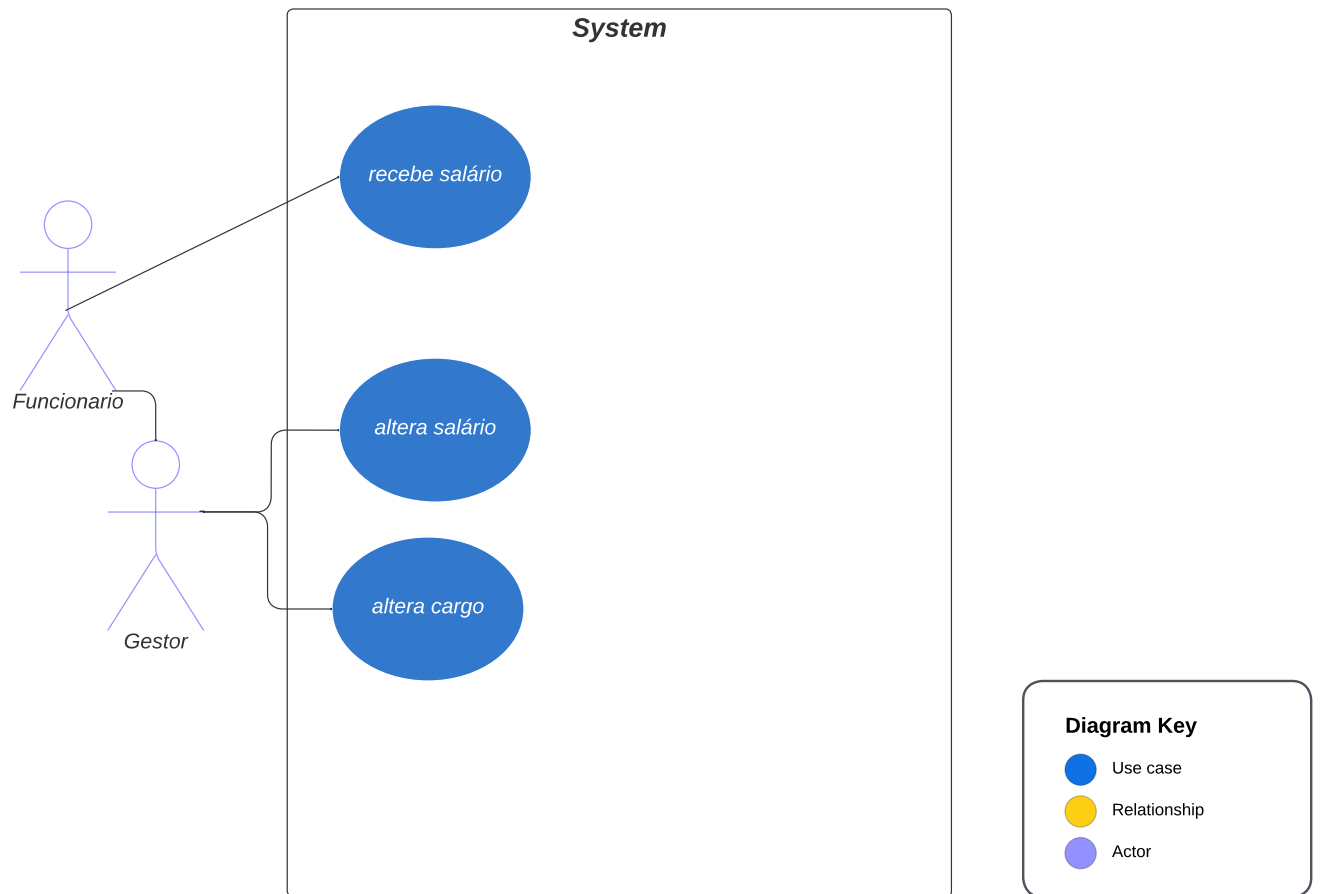 System
recebe salário
Funcionario
altera salário
altera cargo
Gestor
Diagram Key
Use case
Relationship
Actor